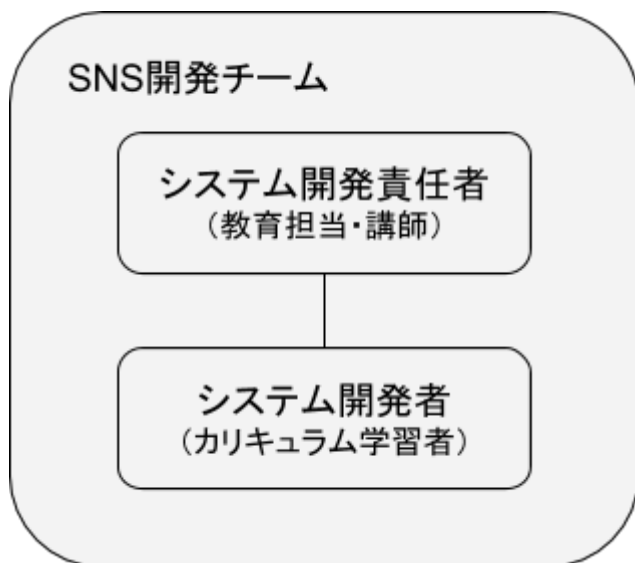 SNS開発チーム
システム開発責任者
（教育担当・講師）
システム開発者
（カリキュラム学習者）